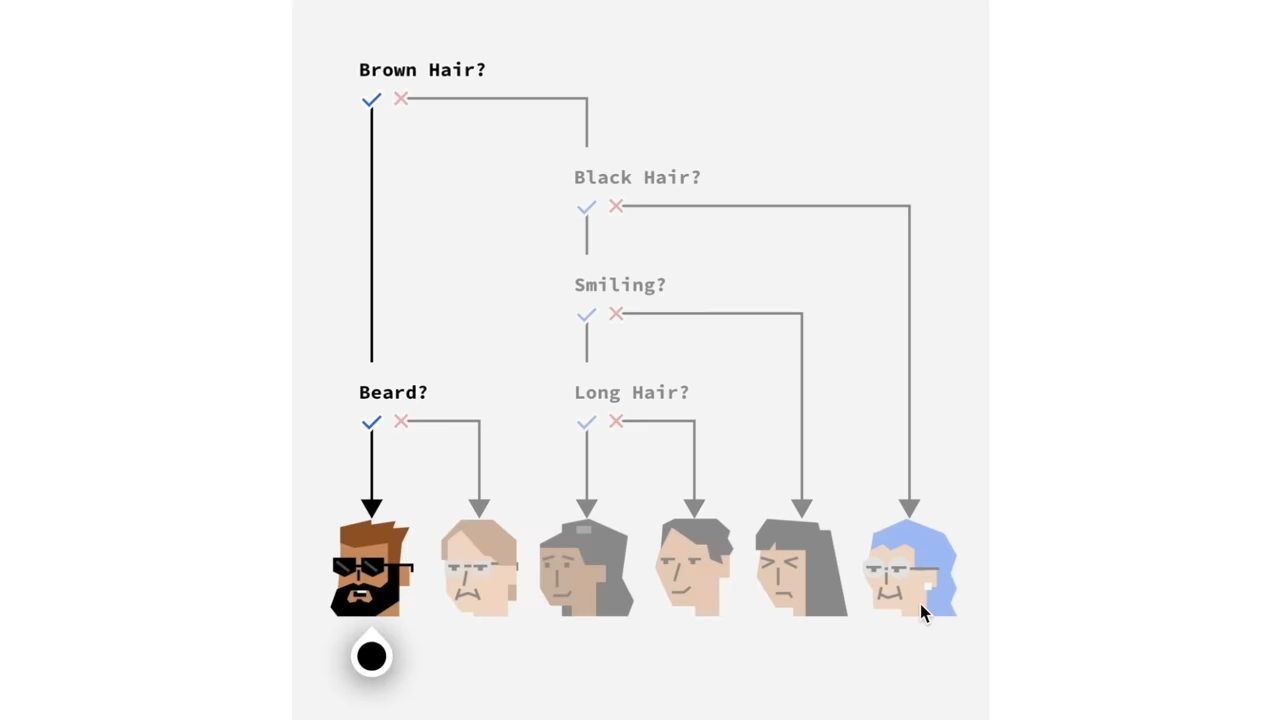 Brown Hair?
Black Hair?
Smiling?
Beard?
Long Hair?